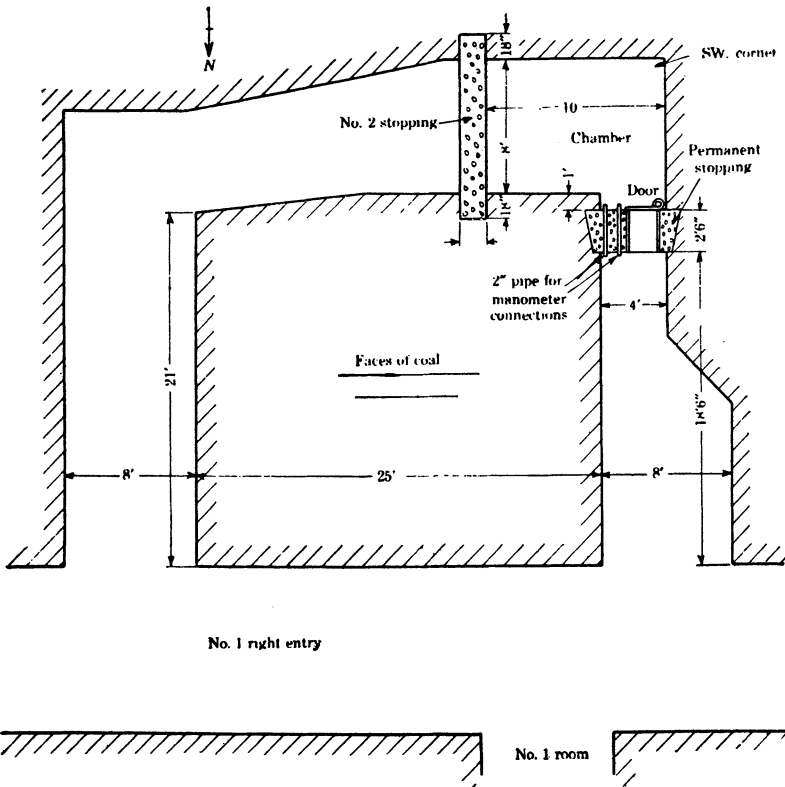 N
18"
SW. corner
10
No. 2 stopping
8'
Chamber
Permanent
stopping
1'
Door
18"
2'6"
2" pipe for
manometer
connections
4'
Faces of coal
21'
18'6"
8'
25'
8'
No. 1 right entry
No. 1 room